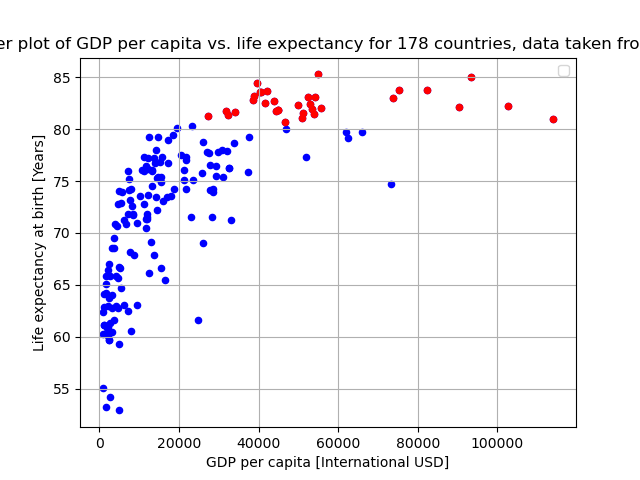 er plot of GDP per capita vs. life expectancy for 178 countries, data taken fro
85
80
75
70
65
60
55
Life expectancy at birth [Years]
0 20000 40000 60000 80000 100000
GDP per capita [International USD]